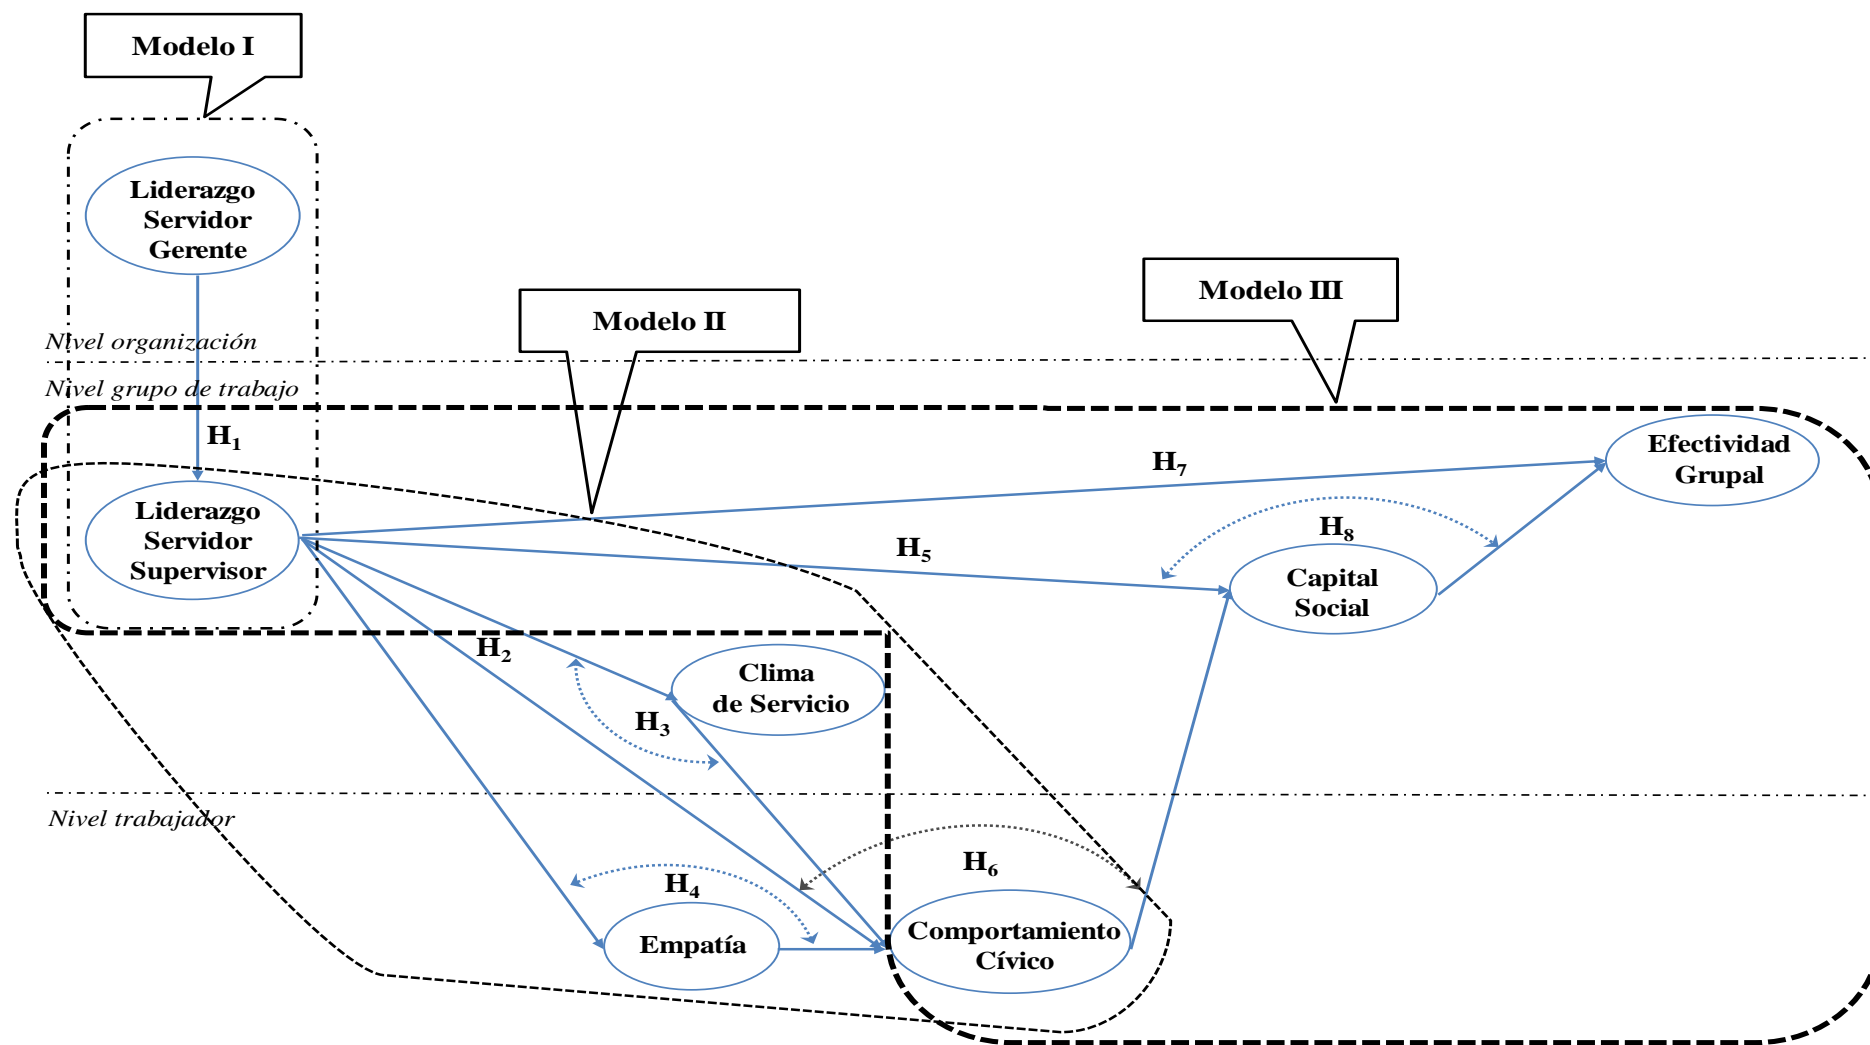 Modelo I
Liderazgo
Servidor
Gerente
Modelo III
Modelo II
Nivel organización
Nivel grupo de trabajo
H1
Efectividad
Grupal
H7
Liderazgo
Servidor
Supervisor
H8
H5
Capital
Social
H2
Clima
de Servicio
H3
Nivel trabajador
H6
H4
Empatía
Comportamiento
Cívico